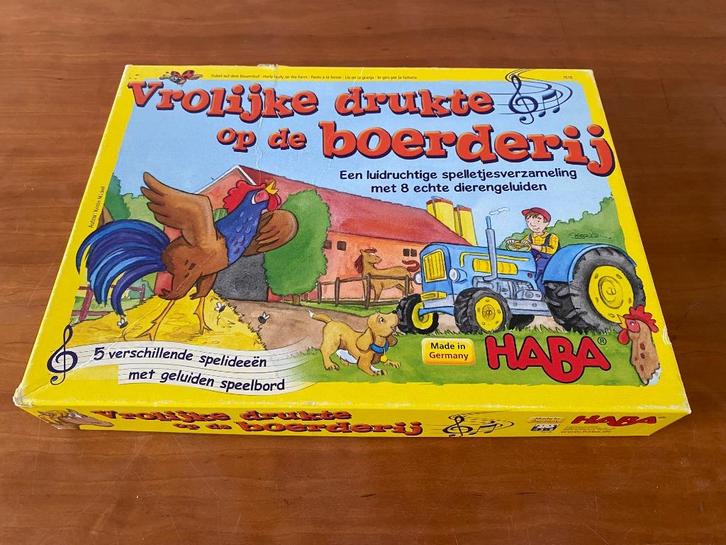 Vrolijke drukte
op de boerderij
Een luidruchtige spelletjesverzameling
met 8 echte dierengeluiden
5 verschillende spelideeën
met geluiden speelbord
Made in
Germany
HABA®
Vrolijke drukte
op de boerderij
HABA